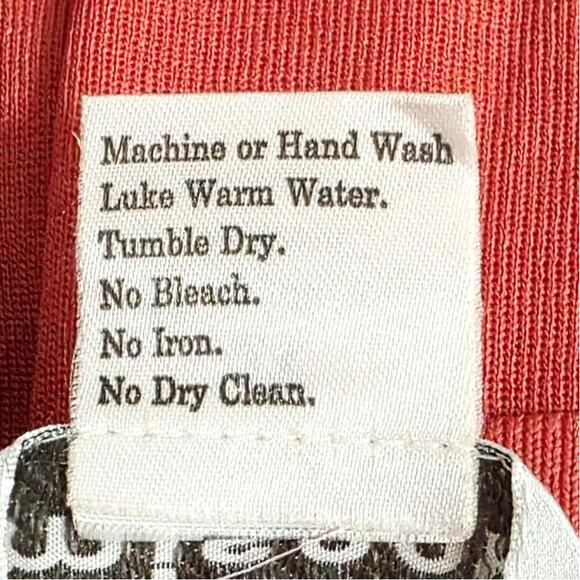 Machine or Hand Wash
Luke Warm Water.
Tumble Dry.
No Bleach.
No Iron.
No Dry Clean.